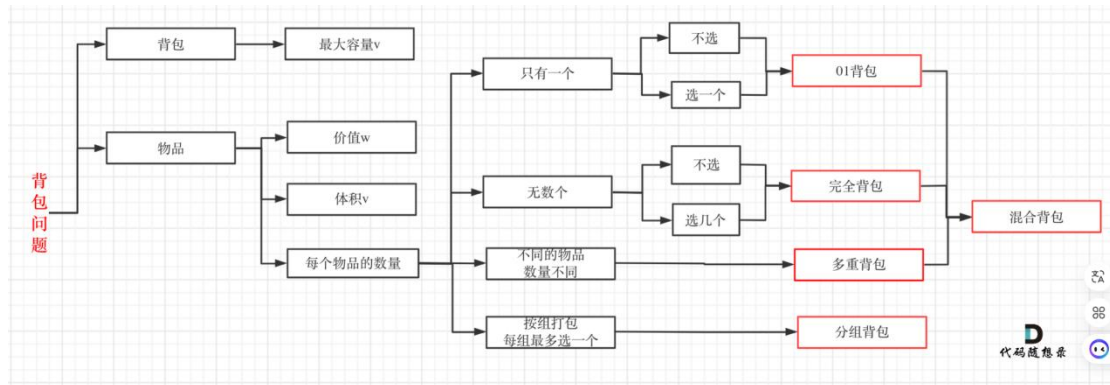 背包问题
背包
最大容量v
物品
价值w
体积v
每个物品的数量
只有一个
不选
选一个
01背包
无数个
不选
选几个
完全背包
不同的物品
数量不同
多重背包
混合背包
按组打包
每组最多选一个
分组背包
代码随想录